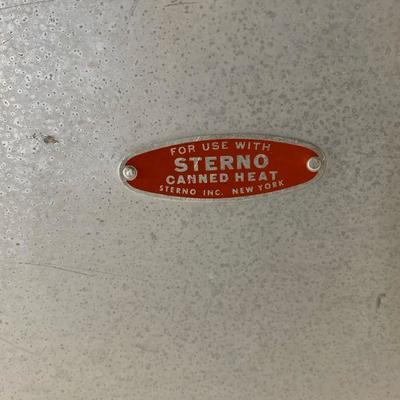 FOR USE WITH
STERNO
CANNED HEAT
STERNO INC. NEW YORK